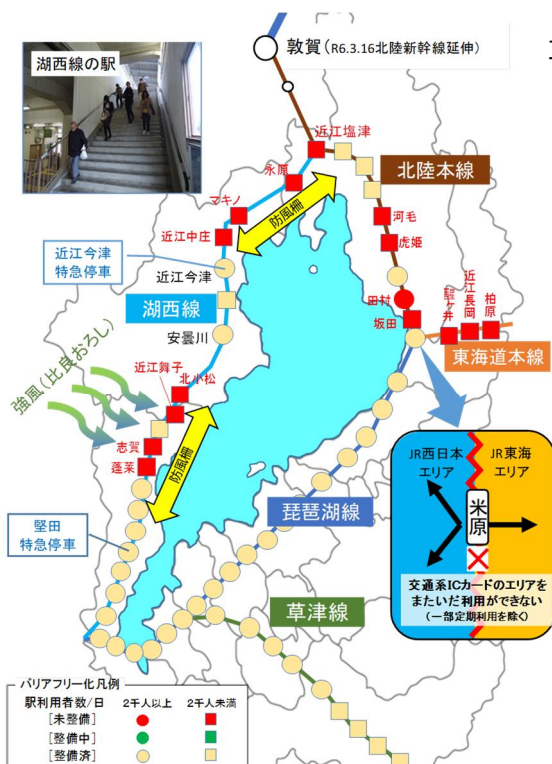 敦賀(R6.3.16北陸新幹線延伸)
湖西線の駅
近江塩津
永原
北陸本線
マキノ
防風柵
河毛
近江中庄
虎姫
近江今津
特急停車
近江今津
田村
湖西線
坂田
醒ヶ井
近江長岡
柏原
安曇川
東海道本線
強風(比良おろし)
近江舞子
北小松
志賀
蓬莱
防風柵
JR西日本
エリア
JR東海
エリア
米原
交通系ICカードのエリアを
またいだ利用ができない
(一部定期利用を除く)
堅田
特急停車
琵琶湖線
草津線
バリアフリー化凡例
駅利用者数/日 2千人以上 2千人未満
[未整備]
[整備中]
[整備済]